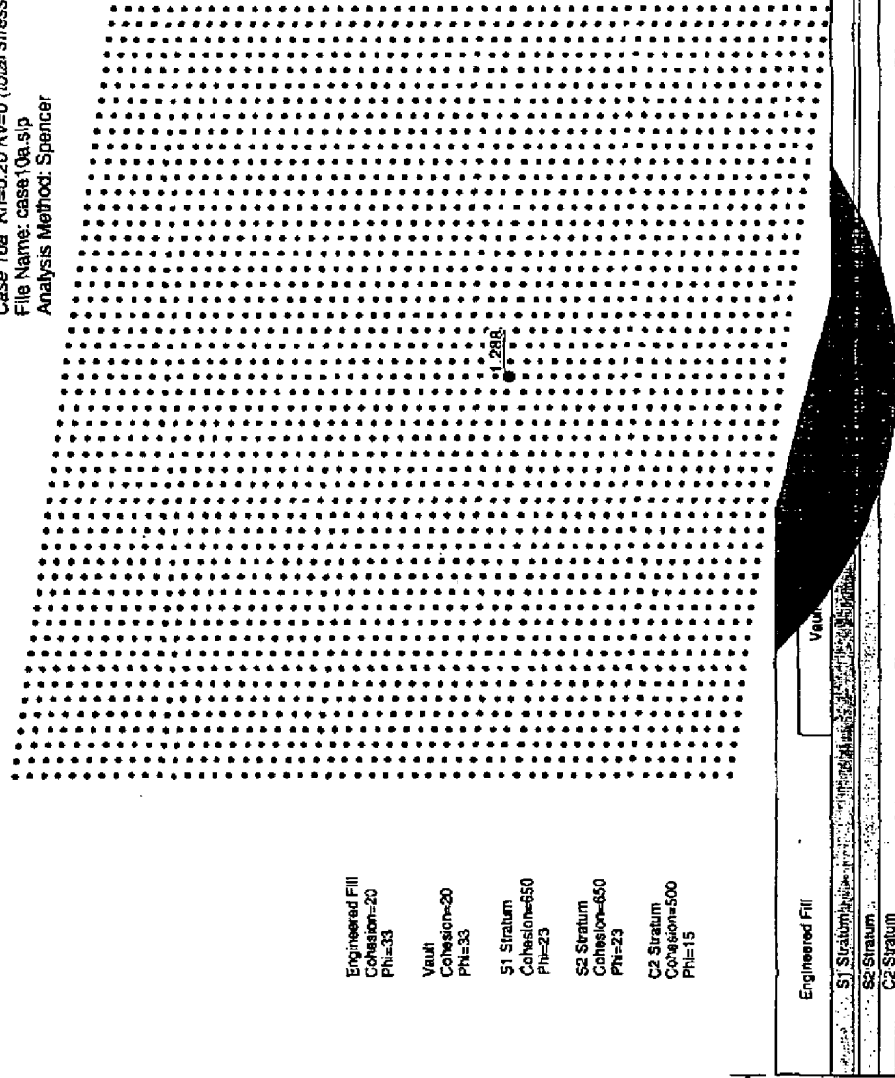 Case 10a Kh=0.20 Kv=0 (total stress
File Name: case10a.slp
Analysis Method: Spencer
1.288
Engineered Fill
Cohesion=20
Phi=33
Vault
Cohesion=20
Phi=33
S1 Stratum
Cohesion=650
Phi=23
S2 Stratum
Cohesion=650
Phi=23
C2 Stratum
Cohesion=500
Phi=15
Vault
Engineered Fill
S1 Stratum
S2 Stratum
C2 Stratum